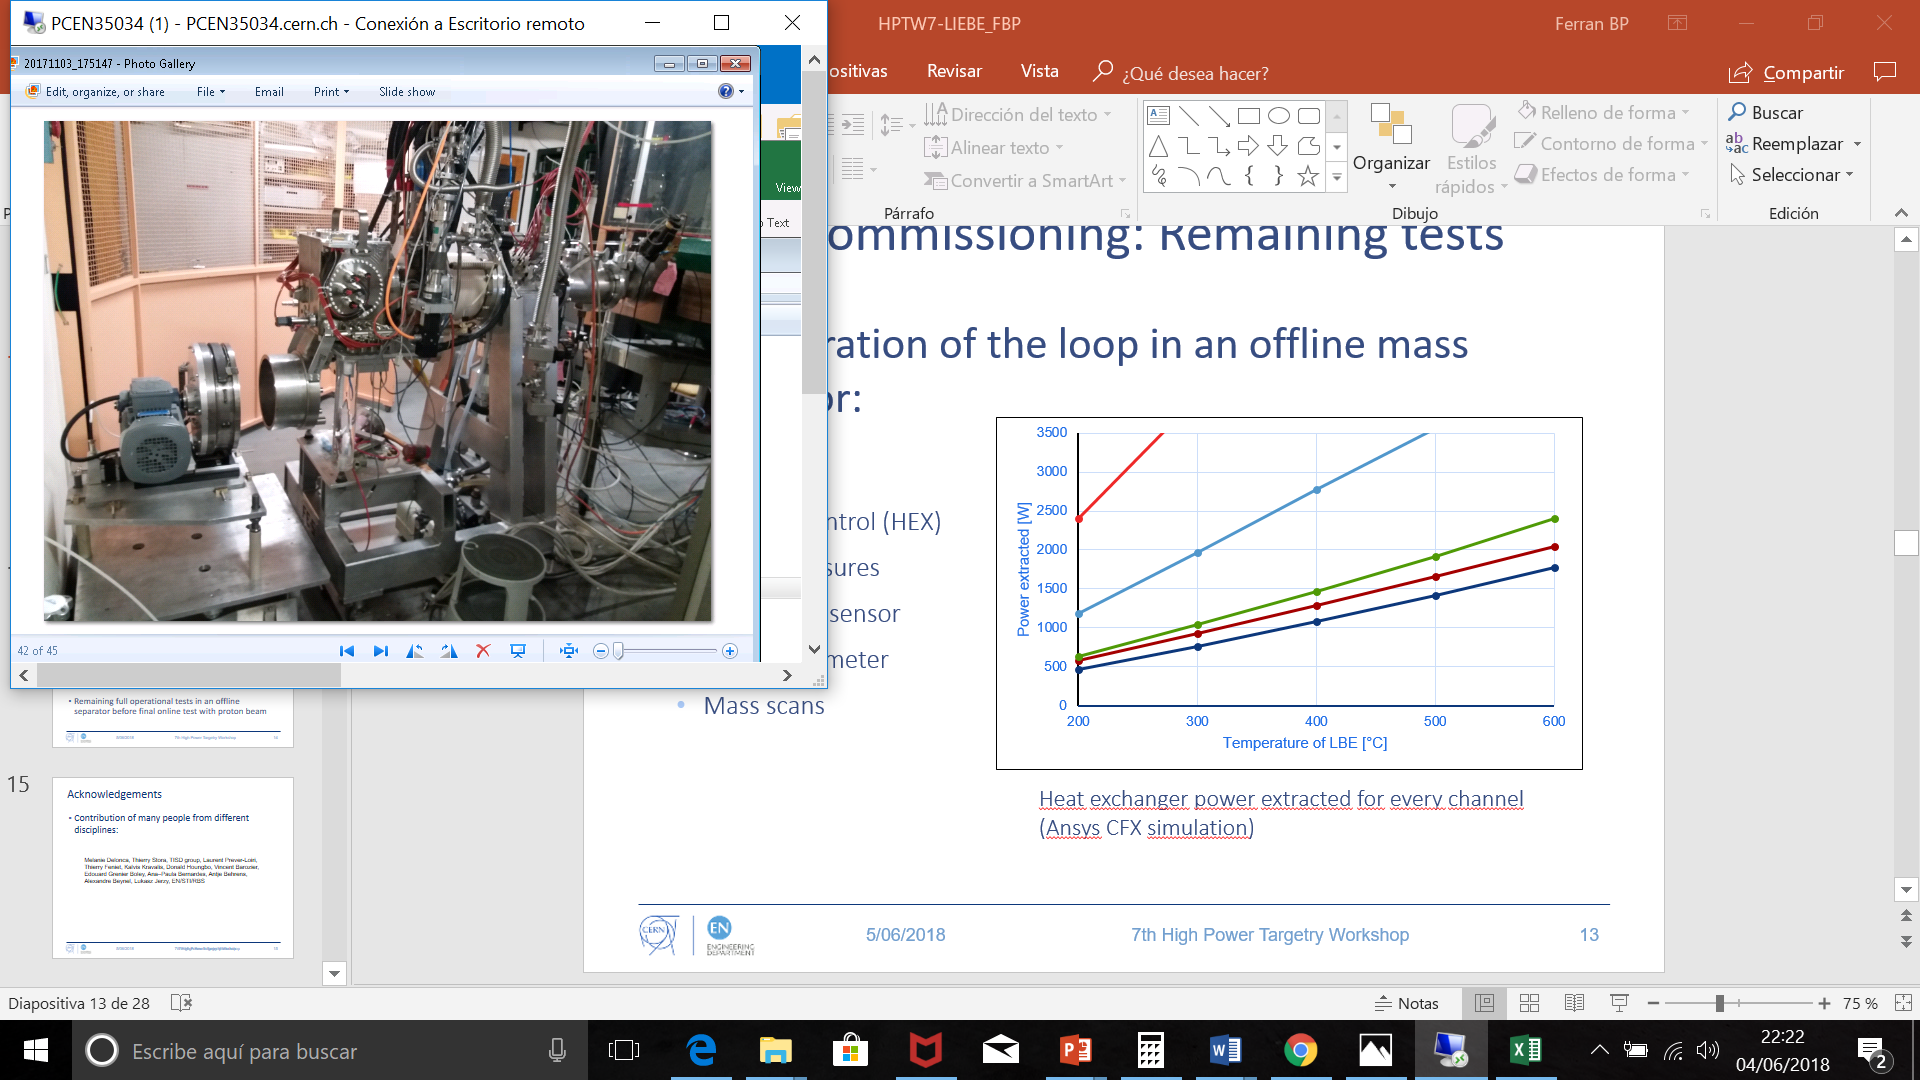 PCEN35034 (1) - PCEN35034.cern.ch - Conexión a Escritorio remoto
20171103_175147 - Photo Gallery
Edit, organize, or share
File
Email
Print
Slide show
42 of 45
View
Text
HPTW7-LIEBE_FBP
Ferran BP
Revisar
Vista
¿Qué desea hacer?
Compartir
Dirección del texto
Alinear texto
Convertir a SmartArt
Párrafo
Organizar
Estilos
rápidos
Relleno de forma
Contorno de forma
Efectos de forma
Dibujo
Buscar
Reemplazar
Seleccionar
Edición
ommissioning: Remaining tests
ration of the loop in an offline mass
or:
ntrol (HEX)
sures
sensor
meter
Mass scans
3500
3000
2500
2000
1500
1000
500
0
200
300
400
500
600
Power extracted [W]
Temperature of LBE [°C]
Heat exchanger power extracted for every channel
(Ansys CFX simulation)
CERN
EN
ENGINEERING
DEPARTMENT
5/06/2018
7th High Power Targetry Workshop
13
Remaining full operational tests in an offline
separator before final online test with proton beam
15
Acknowledgements
Contribution of many people from different
disciplines:
Diapositiva 13 de 28
Notas
75 %
Escribe aquí para buscar
22:22
04/06/2018
2